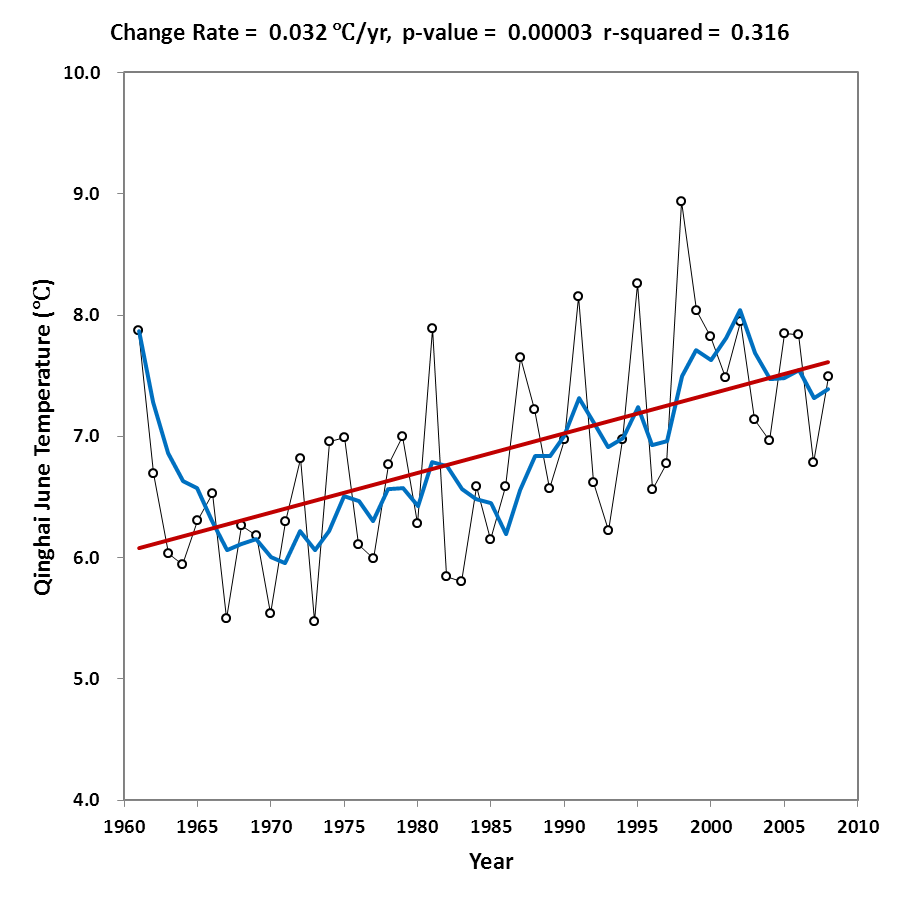 Change Rate = 0.032 ℃/yr, p-value = 0.00003 r-squared = 0.316
10.0
9.0
8.0
7.0
6.0
5.0
4.0
Qinghai June Temperature (℃)
1960 1965 1970 1975 1980 1985 1990 1995 2000 2005 2010
Year